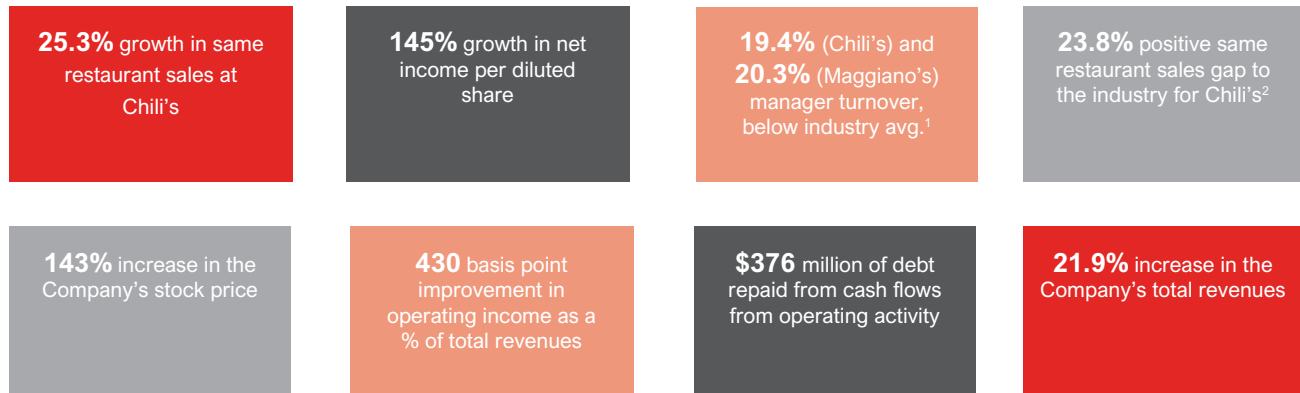 25.3% growth in same
restaurant sales at
Chili’s
145% growth in net
income per diluted
share
19.4% (Chili’s) and
20.3% (Maggiano’s)
manager turnover,
below industry avg.¹
23.8% positive same
restaurant sales gap to
the industry for Chili’s²
143% increase in the
Company’s stock price
430 basis point
improvement in
operating income as a
% of total revenues
$376 million of debt
repaid from cash flows
from operating activity
21.9% increase in the
Company’s total revenues